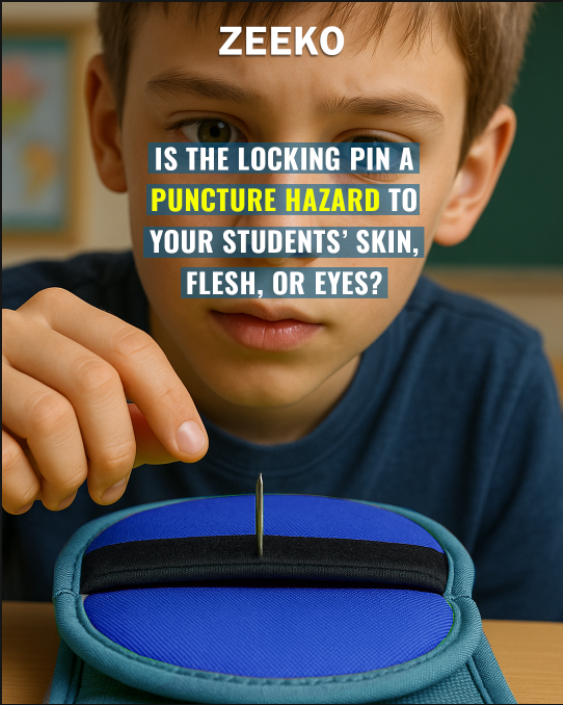 ZEEKO
IS THE LOCKING PIN A
PUNCTURE HAZARD TO
YOUR STUDENTS’ SKIN,
FLESH, OR EYES?